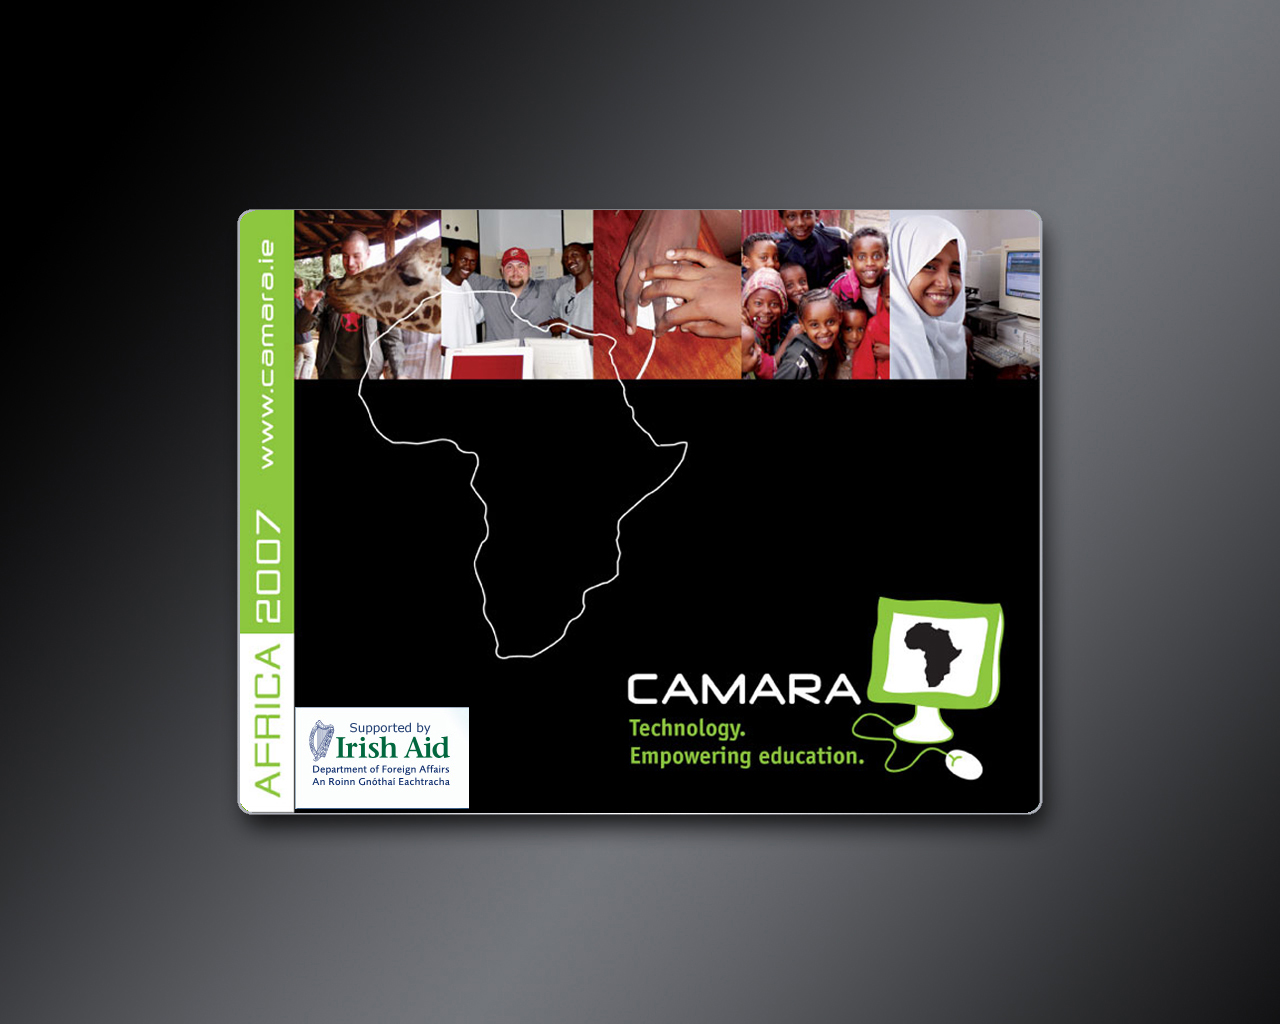 www.camara.ie
AFRICA 2007
CAMARA
Technology.
Empowering education.
Supported by
Irish Aid
Department of Foreign Affairs
An Roinn Gnóthaí Eachtracha